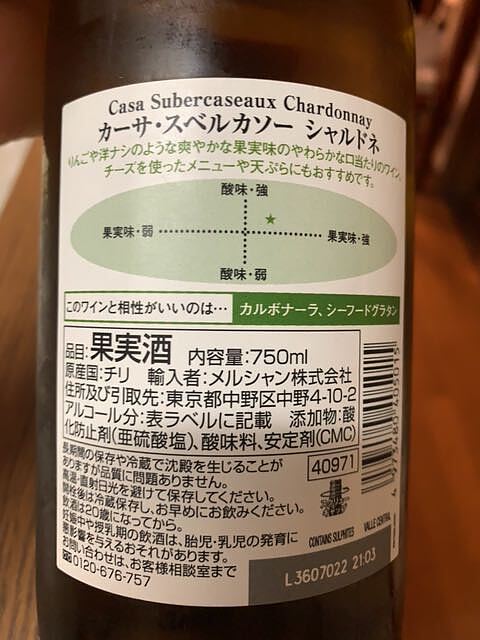 Casa Subercaseaux Chardonnay
カーサ・スベルカソー シャルドネ
りんごや洋ナシのような爽やかな果実味のやわらかな口当たりのワイン。
チーズを使ったメニューや天ぷらにもおすすめです。
酸味・強
果実味・弱
果実味・強
酸味・弱
このワインと相性がいいのは… カルボナーラ、シーフードグラタン
品目:果実酒 内容量:750ml
原産国:チリ 輸入者:メルシャン株式会社
住所及び引取先:東京都中野区中野4-10-2
アルコール分:表ラベルに記載 添加物:酸
化防止剤(亜硫酸塩)、酸味料、安定剤(CMC)
長期間の保存や冷蔵で沈殿を生じることが
ありますが品質に問題ありません。
高温・直射日光を避けて保存してください。
開栓後は冷蔵保存し、お早めにお飲みください。
飲酒は20歳になってから。
妊娠中や授乳期の飲酒は、胎児・乳児の発育に
悪影響を与えるおそれがあります。
お問い合わせは、お客様相談室まで
0120-676-757
40971
CONTAINS SULPHITES
VALLE CENTRAL
4 973480 405015
L3607022 21:03